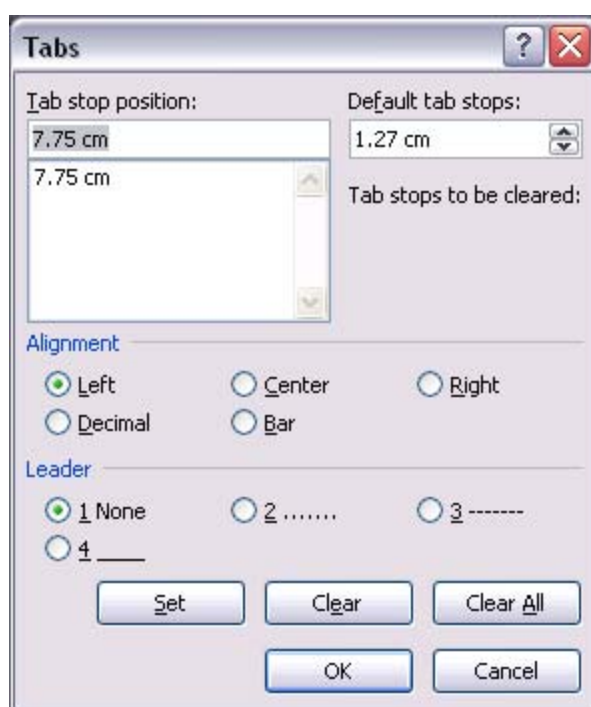 Tabs
Tab stop position:
Default tab stops:
7.75 cm
1.27 cm
7.75 cm
Tab stops to be cleared:
Alignment
Left
Center
Right
Decimal
Bar
Leader
1 None
2 .......
3 -------
4 ____
Set
Clear
Clear All
OK
Cancel